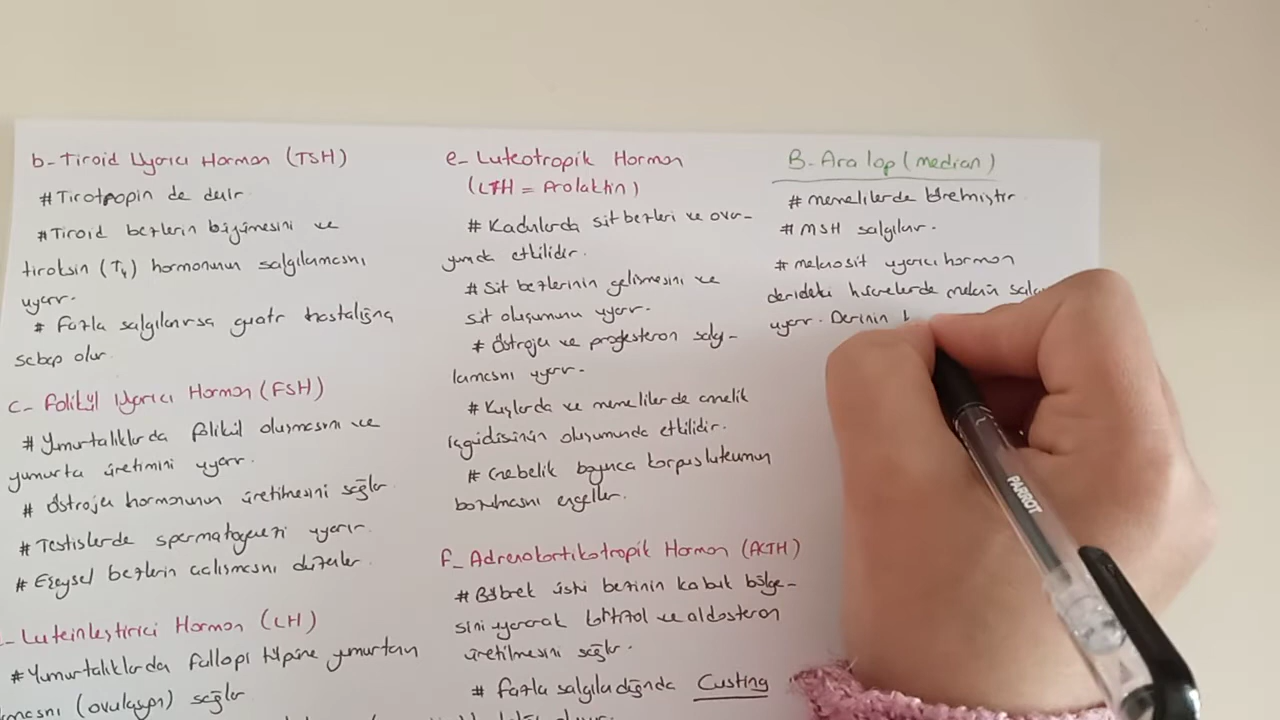 b- Tiroid Uyarıcı Hormon (TSH)
# Tirotropin de denir.
# Tiroid bezlerin büyümesini ve
tiroksin (T4) hormonunun salgılanmasını
uyarır.
# Fazla salgılanırsa guatr hastalığına
sebep olur.
c- Folikül Uyarıcı Hormon (FSH)
# Yumurtalıklarda folikül oluşmasını ve
yumurta üretimini uyarır.
# Östrojen hormonunun üretilmesini sağlar.
# Testislerde spermatogenezi uyarır.
# Eşeysel bezlerin çalışmasını düzenler.
Luteinleştirici Hormon (LH)
# Yumurtalıklarda fallopi tüpüne yumurtanın
(ovulasyon) sağlar
e- Luteotropik Hormon
(LTH = Prolaktin)
# Kadınlarda süt bezleri ve over-
yumda etkilidir.
# Süt bezlerinin gelişmesini ve
süt oluşumunu uyarır.
# Östrojen ve progesteron salgı-
lamasını uyarır.
# Kuşlarda ve memelilerde annelik
içgüdüsünün oluşumunda etkilidir.
# Gebelik boyunca korpus luteumun
bozulmasını engeller.
f- Adrenokortikotropik Hormon (ACTH)
# Böbrek üstü bezinin kabuk bölge-
sini uyararak kortizol ve aldosteron
üretilmesini sağlar.
# Fazla salgılandığında Custing
B- Ara lop (median)
# memelilerde körelmiştir
# MSH salgılar.
# melanosit uyarıcı hormon
derideki hücrelerde melanin
uyarır. Derinin
PARROT